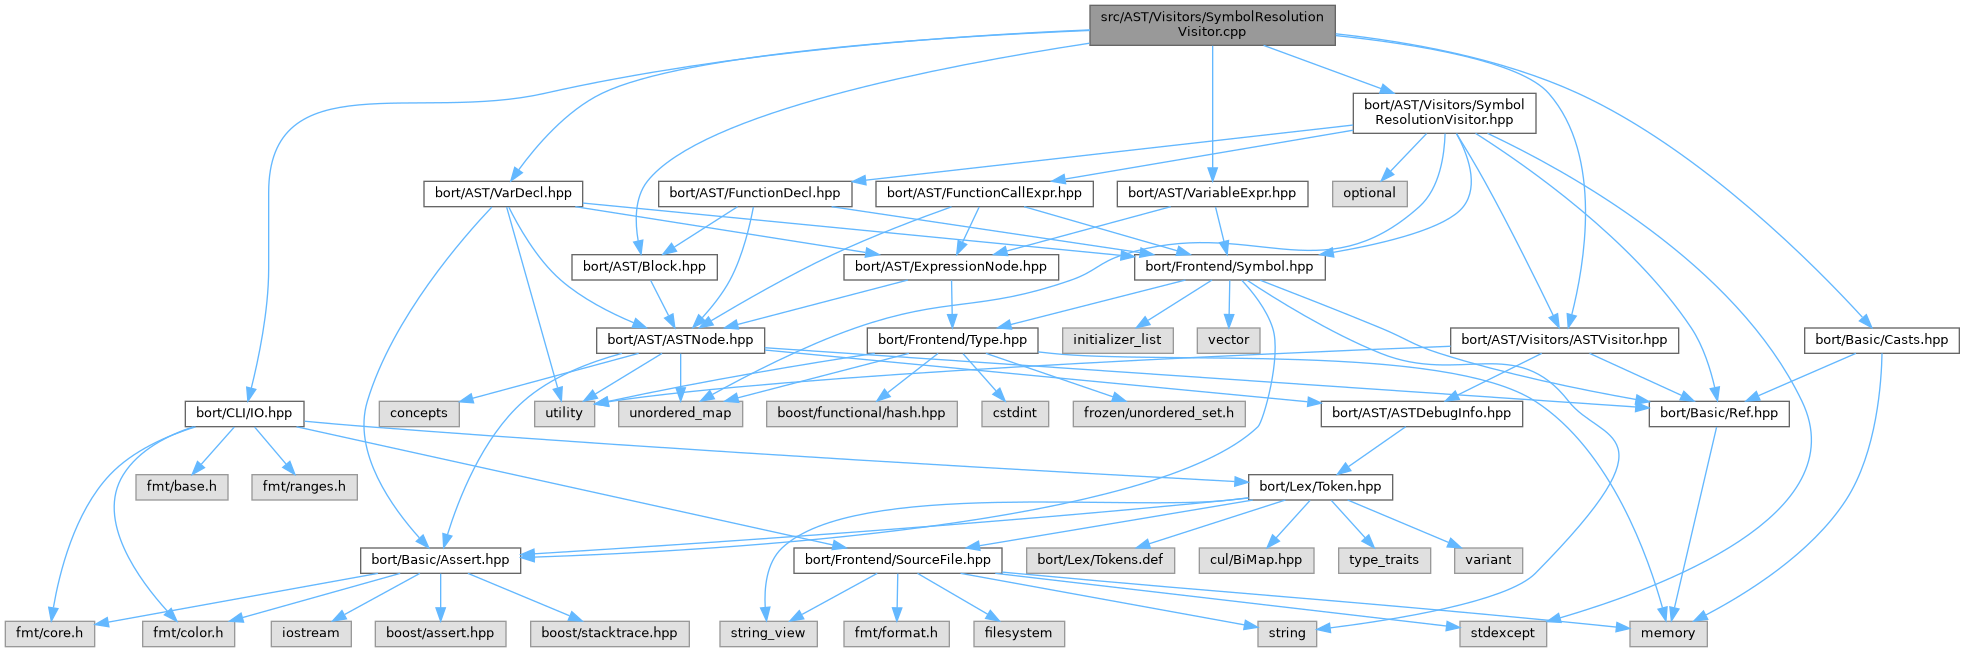 src/AST/Visitors/SymbolResolution
Visitor.cpp
bort/AST/Visitors/Symbol
ResolutionVisitor.hpp
bort/AST/VarDecl.hpp
bort/AST/FunctionDecl.hpp
bort/AST/FunctionCallExpr.hpp
bort/AST/VariableExpr.hpp
optional
bort/AST/Block.hpp
bort/AST/ExpressionNode.hpp
bort/Frontend/Symbol.hpp
bort/AST/ASTNode.hpp
bort/Frontend/Type.hpp
initializer_list
vector
bort/AST/Visitors/ASTVisitor.hpp
bort/Basic/Casts.hpp
bort/CLI/IO.hpp
concepts
utility
unordered_map
boost/functional/hash.hpp
cstdint
frozen/unordered_set.h
bort/AST/ASTDebugInfo.hpp
bort/Basic/Ref.hpp
fmt/base.h
fmt/ranges.h
bort/Lex/Token.hpp
bort/Basic/Assert.hpp
bort/Frontend/SourceFile.hpp
bort/Lex/Tokens.def
cul/BiMap.hpp
type_traits
variant
fmt/core.h
fmt/color.h
iostream
boost/assert.hpp
boost/stacktrace.hpp
string_view
fmt/format.h
filesystem
string
stdexcept
memory